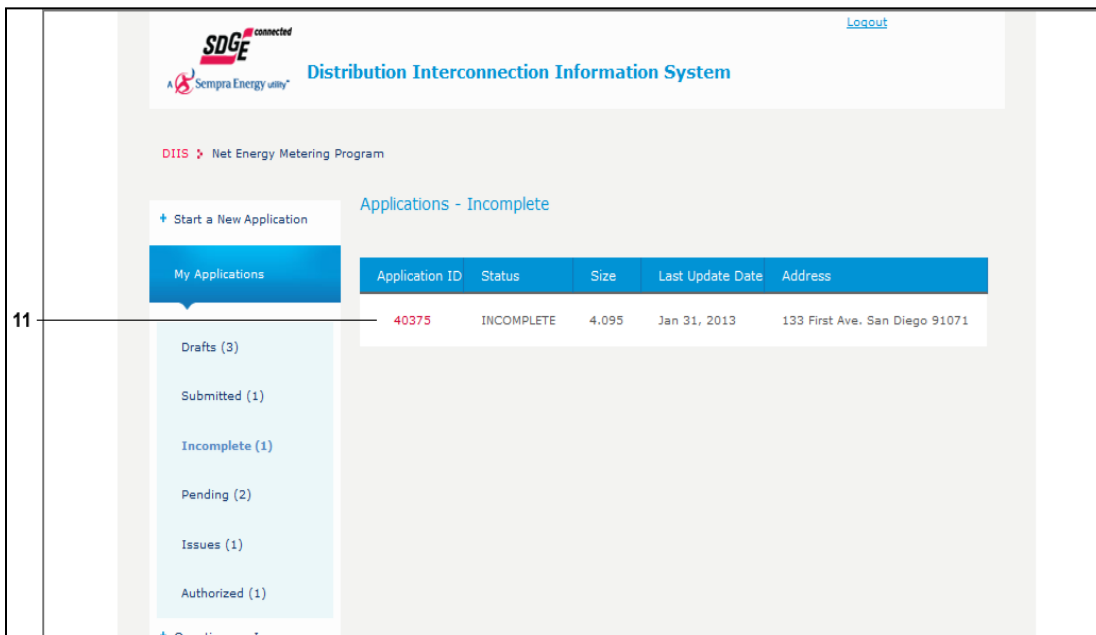 Logout
SDGE connected
A Sempra Energy utility
Distribution Interconnection Information System
DIIS Net Energy Metering Program
+ Start a New Application
My Applications
Drafts (3)
Submitted (1)
Incomplete (1)
Pending (2)
Issues (1)
Authorized (1)
Applications - Incomplete
Application ID Status Size Last Update Date Address
11
40375 INCOMPLETE 4.095 Jan 31, 2013 133 First Ave. San Diego 91071